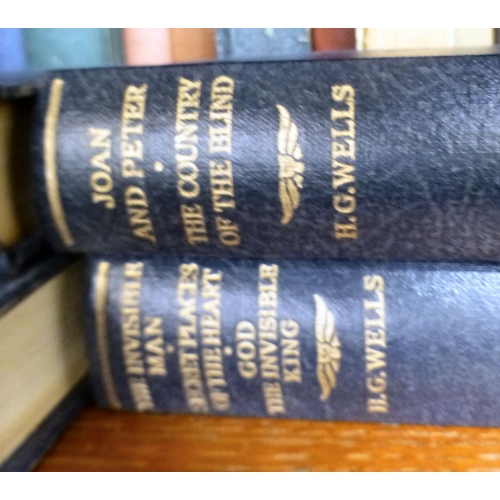 JOAN
AND PETER
•
THE COUNTRY
OF THE BLIND
H.G.WELLS
THE INVISIBLE
MAN
•
SECRET PLACES
OF THE HEART
•
GOD
THE INVISIBLE
KING
H.G.WELLS